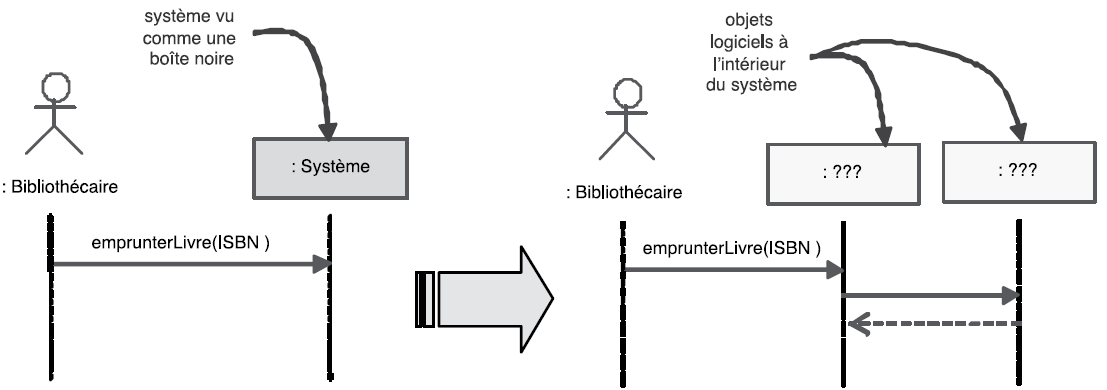 système vu
comme une
boîte noire
: Système
: Bibliothécaire
emprunterLivre(ISBN )
objets
logiciels à
l'intérieur
du système
: ???
: ???
: Bibliothécaire
emprunterLivre(ISBN )